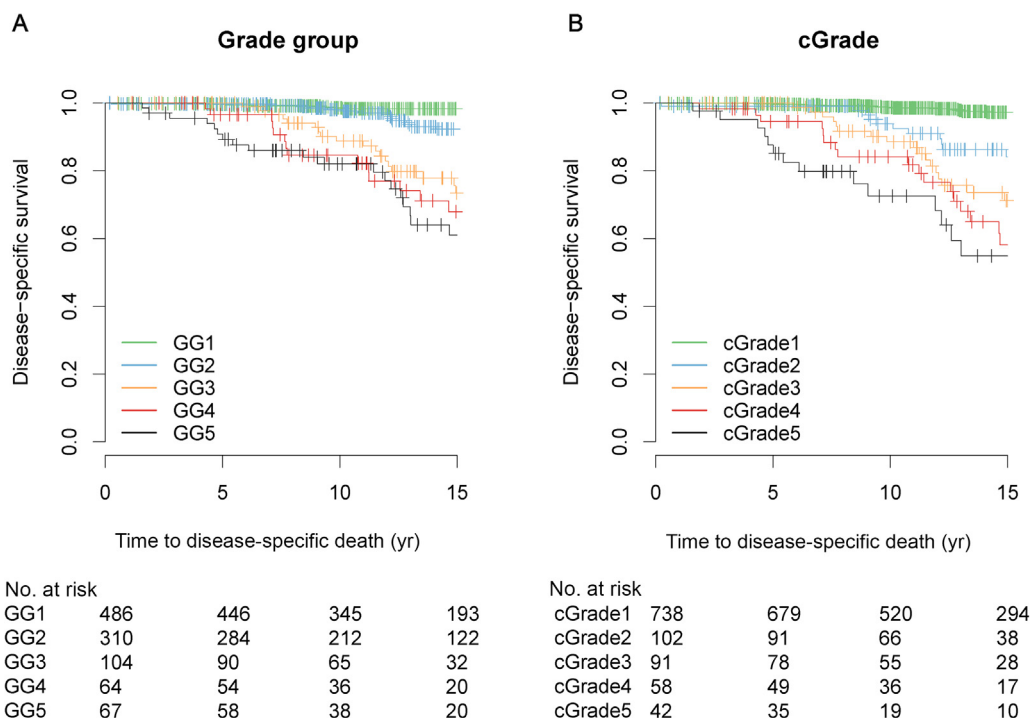 A
Grade group
Disease-specific survival
1.0
0.8
0.6
0.4
0.2
0.0
GG1
GG2
GG3
GG4
GG5
0 5 10 15
Time to disease-specific death (yr)
No. at risk
GG1 486 446 345 193
GG2 310 284 212 122
GG3 104 90 65 32
GG4 64 54 36 20
GG5 67 58 38 20
B
cGrade
Disease-specific survival
1.0
0.8
0.6
0.4
0.2
0.0
cGrade1
cGrade2
cGrade3
cGrade4
cGrade5
0 5 10 15
Time to disease-specific death (yr)
No. at risk
cGrade1 738 679 520 294
cGrade2 102 91 66 38
cGrade3 91 78 55 28
cGrade4 58 49 36 17
cGrade5 42 35 19 10